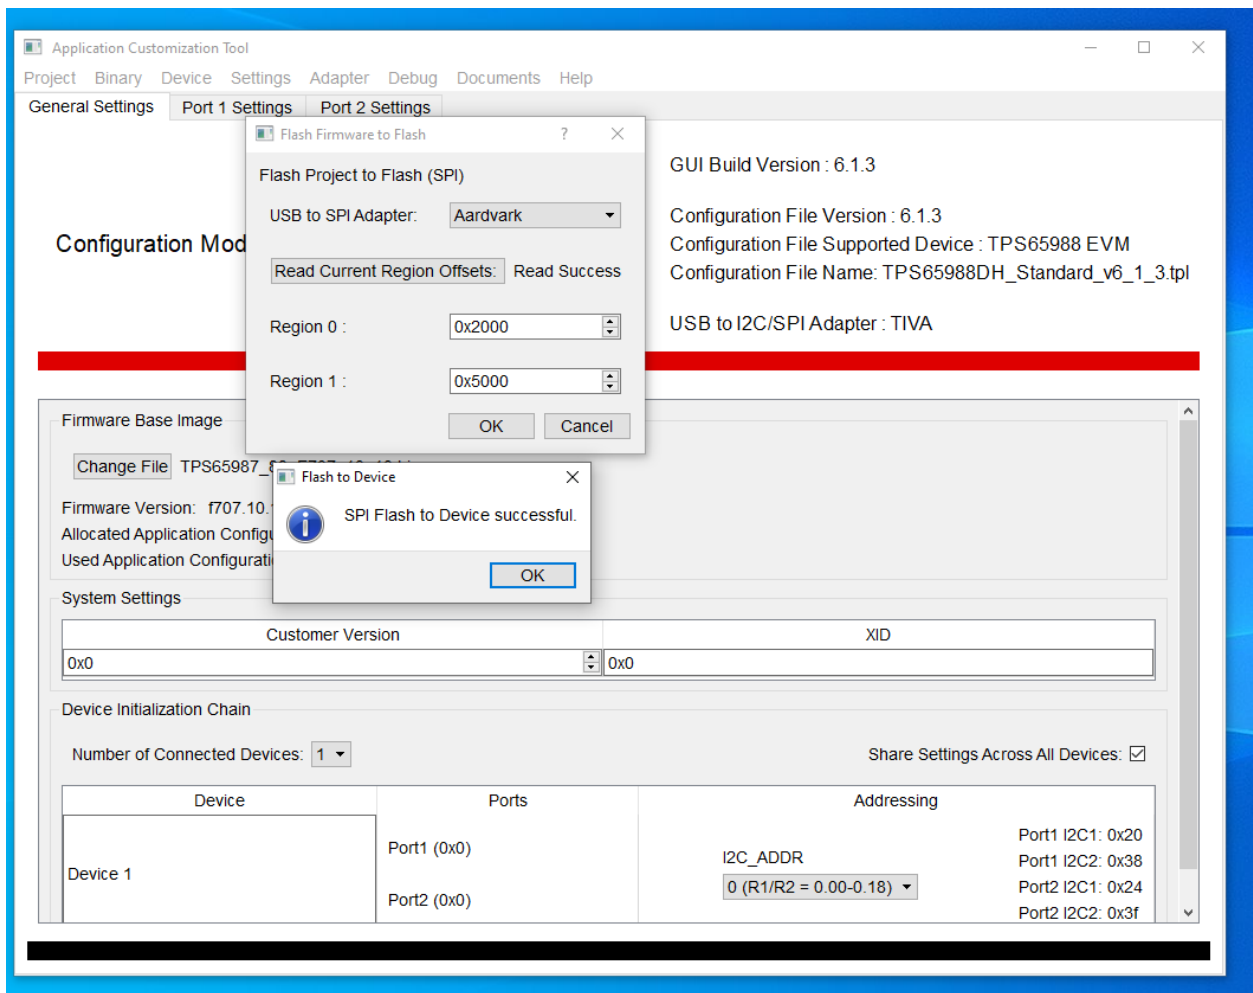 Application Customization Tool
Project Binary Device Settings Adapter Debug Documents Help
General Settings Port 1 Settings Port 2 Settings
Flash Firmware to Flash ?
Flash Project to Flash (SPI)
USB to SPI Adapter: Aardvark
Read Current Region Offsets: Read Success
Region 0 : 0x2000
Region 1 : 0x5000
OK Cancel
Configuration Mod
GUI Build Version : 6.1.3
Configuration File Version : 6.1.3
Configuration File Supported Device : TPS65988 EVM
Configuration File Name: TPS65988DH_Standard_v6_1_3.tpl
USB to I2C/SPI Adapter : TIVA
Firmware Base Image
Change File TPS65987_
Firmware Version: f707.10.
Allocated Application Configu
Used Application Configurati
Flash to Device
SPI Flash to Device successful.
OK
System Settings
Customer Version XID
0x0 0x0
Device Initialization Chain
Number of Connected Devices: 1
Share Settings Across All Devices:
Device Ports Addressing
Device 1
Port1 (0x0)
Port2 (0x0)
I2C_ADDR
0 (R1/R2 = 0.00-0.18)
Port1 I2C1: 0x20
Port1 I2C2: 0x38
Port2 I2C1: 0x24
Port2 I2C2: 0x3f